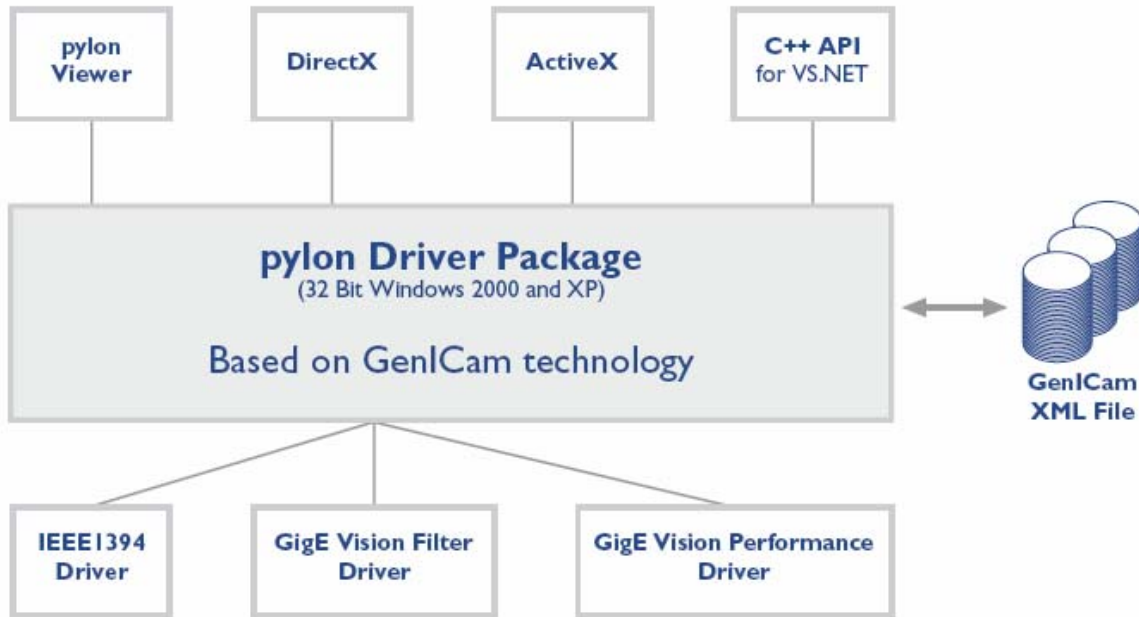 pylon
Viewer
DirectX
ActiveX
C++ API
for VS.NET
pylon Driver Package
(32 Bit Windows 2000 and XP)
Based on GenICam technology
GenICam
XML File
IEEE1394
Driver
GigE Vision Filter
Driver
GigE Vision Performance
Driver